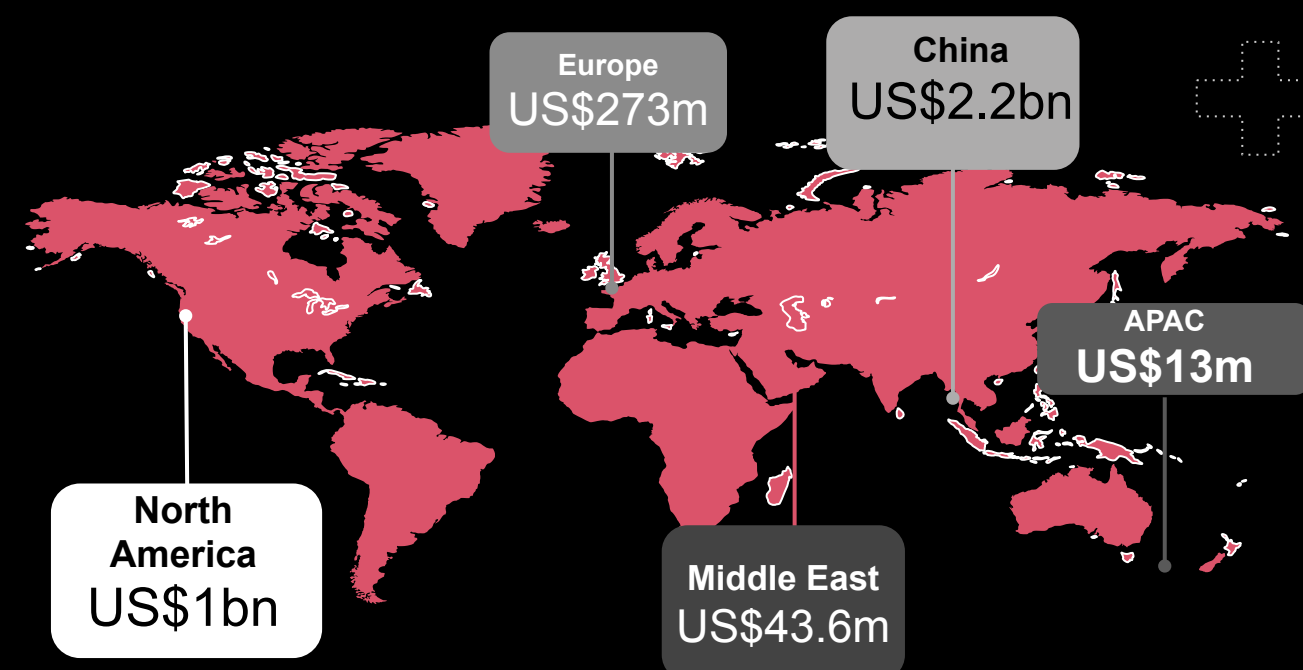 Europe
US$273m
China
US$2.2bn
APAC
US$13m
North
America
US$1bn
Middle East
US$43.6m